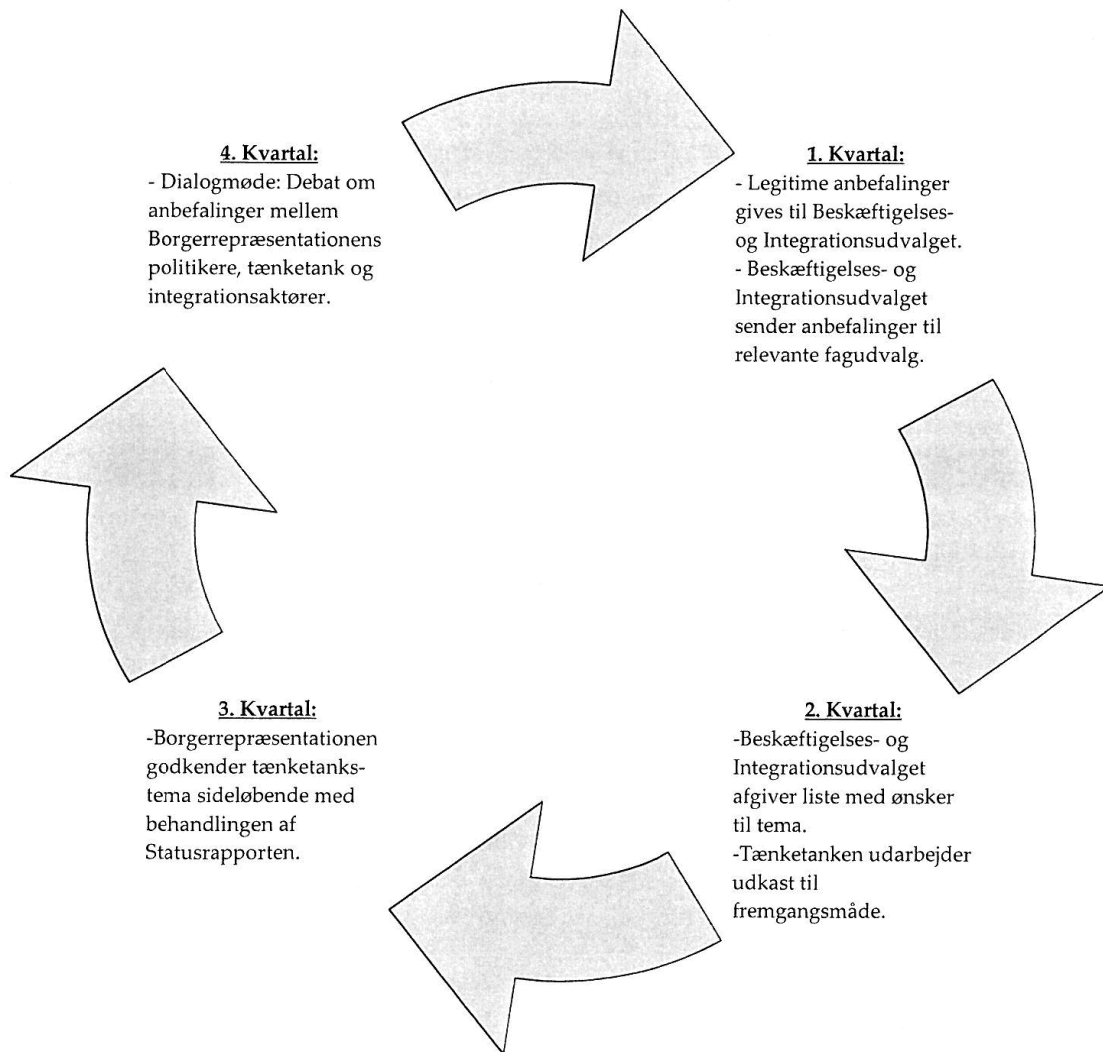 4. Kvartal:
- Dialogmøde: Debat om
anbefalinger mellem
Borgerrepræsentationens
politikere, tænketank og
integrationsaktører.
1. Kvartal:
- Legitime anbefalinger
gives til Beskæftigelses-
og Integrationsudvalget.
- Beskæftigelses- og
Integrationsudvalget
sender anbefalinger til
relevante fagudvalg.
3. Kvartal:
-Borgerrepræsentationen
godkender tænketanks-
tema sideløbende med
behandlingen af
Statusrapporten.
2. Kvartal:
-Beskæftigelses- og
Integrationsudvalget
afgiver liste med ønsker
til tema.
-Tænketanken udarbejder
udkast til
fremgangsmåde.